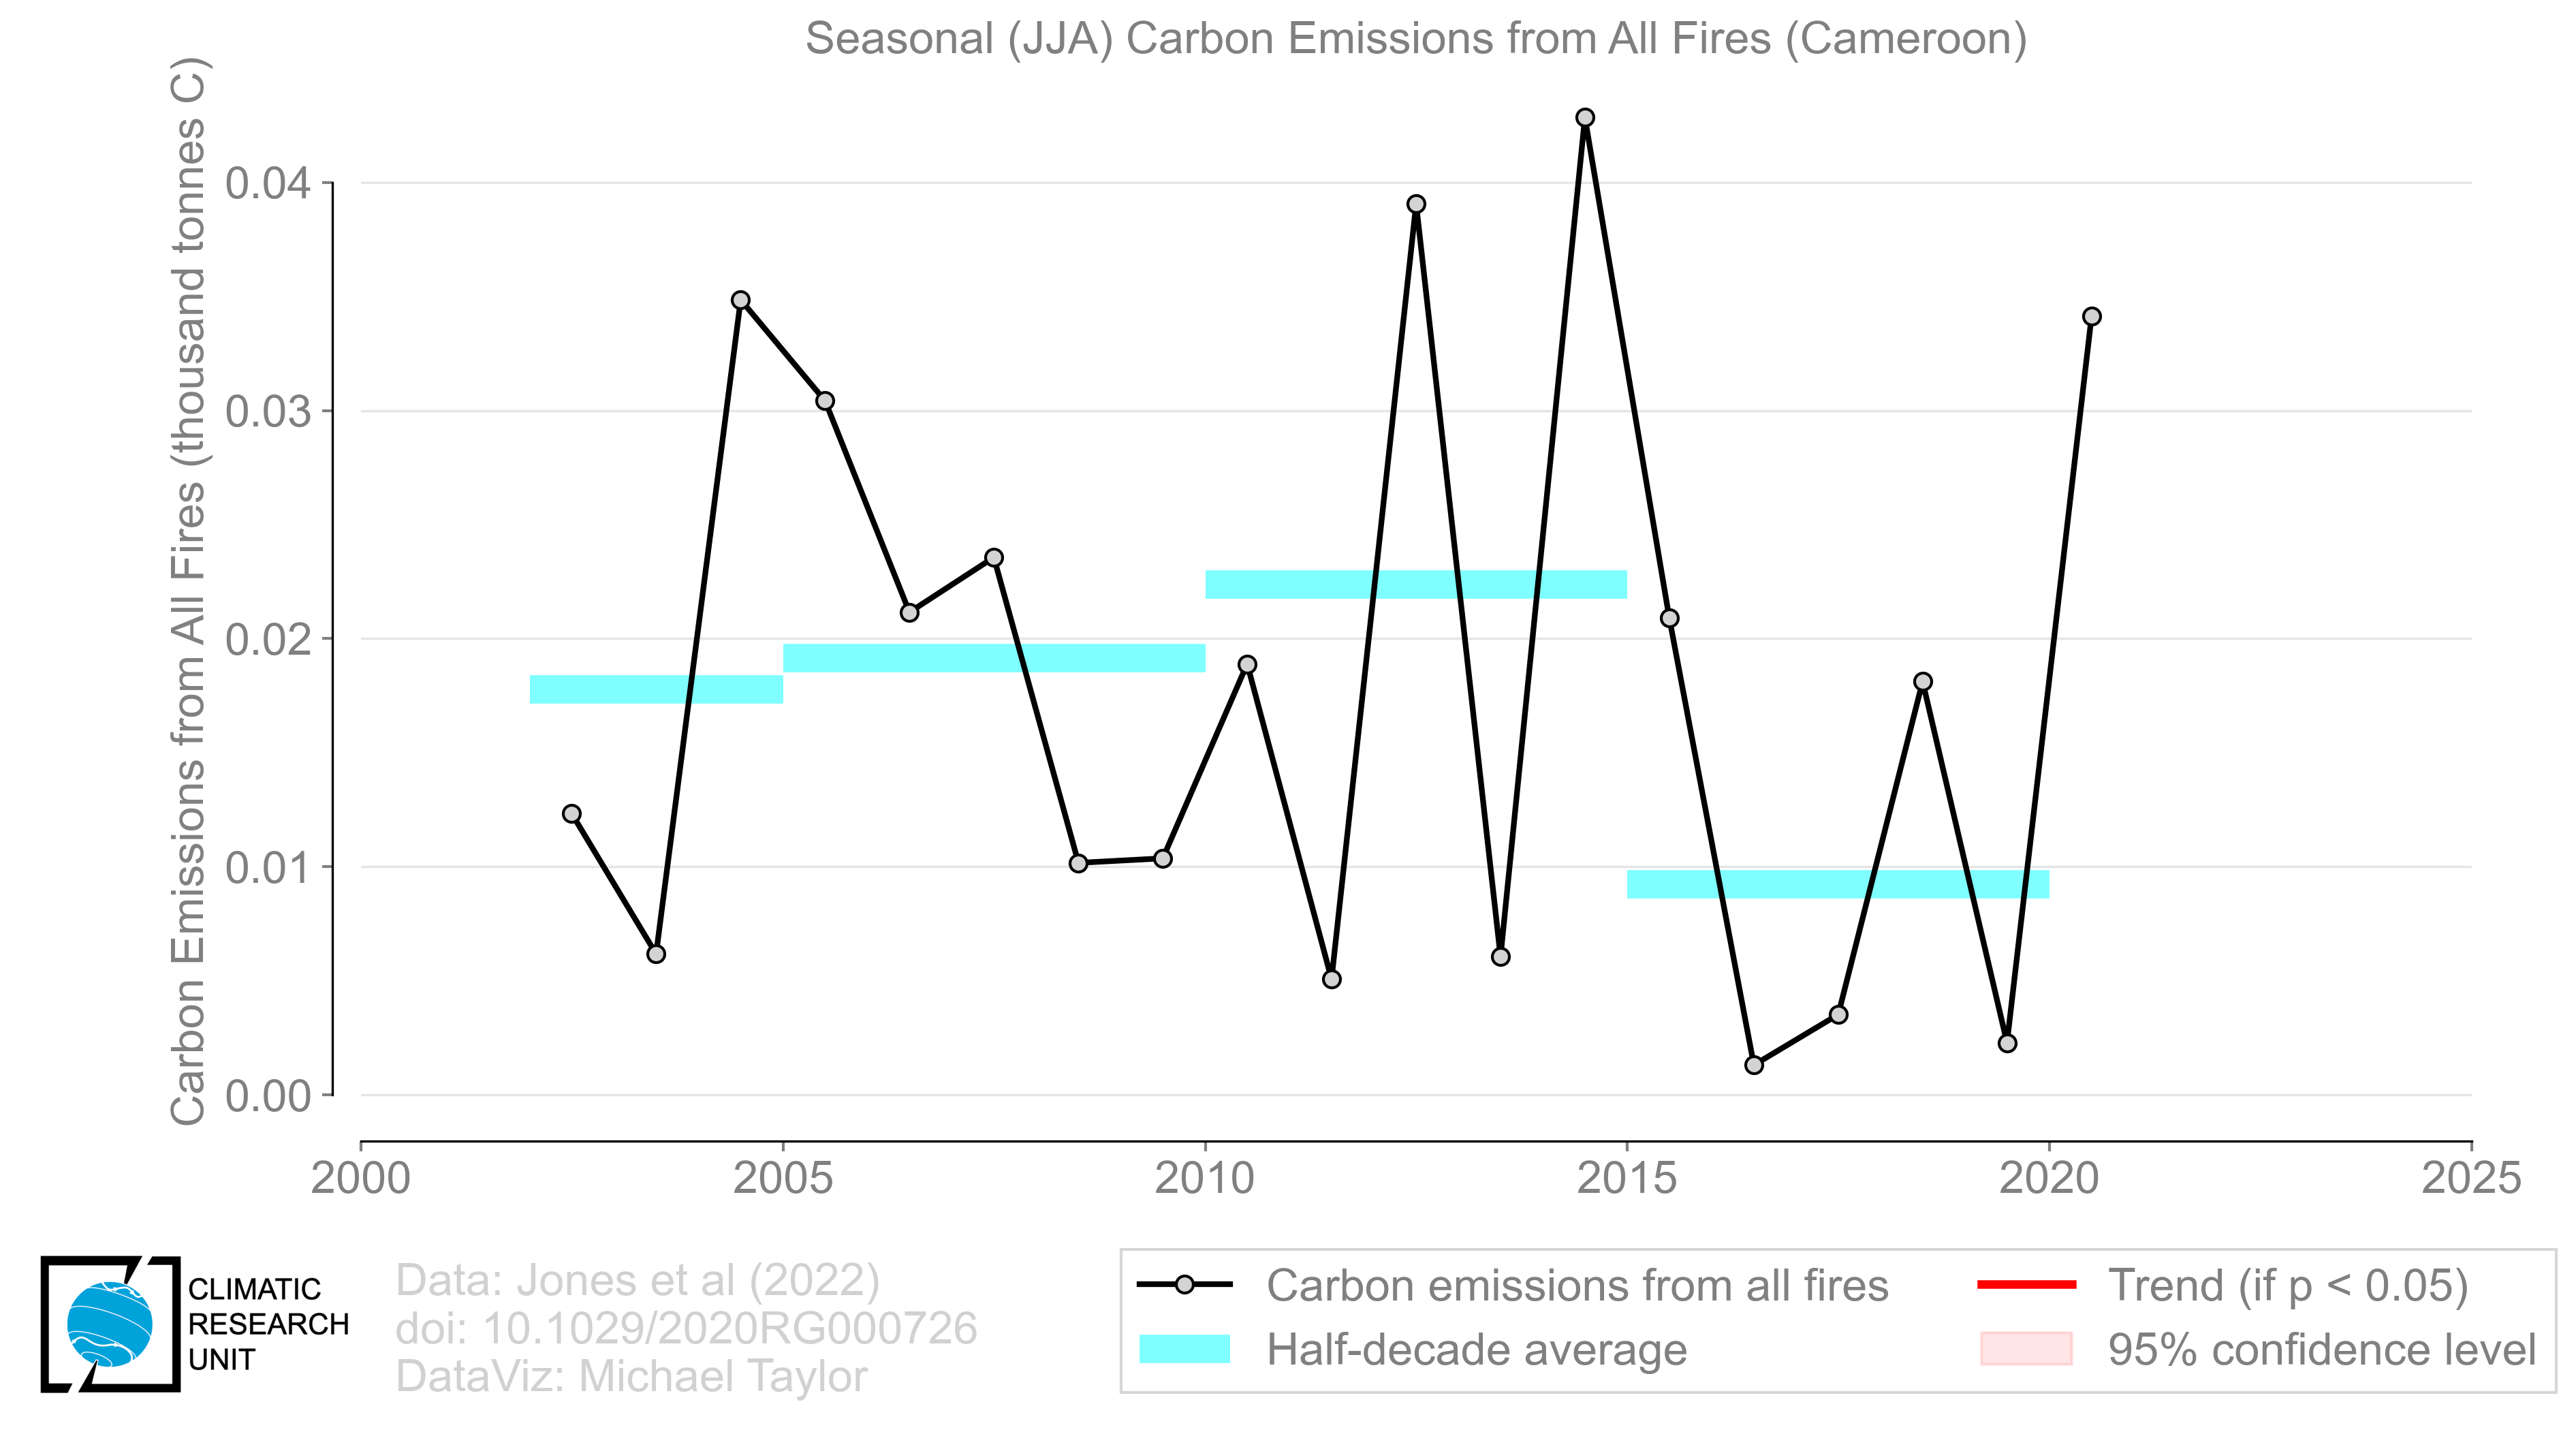 Seasonal (JJA) Carbon Emissions from All Fires (Cameroon)
Carbon Emissions from All Fires (thousand tonnes C)
0.04
0.03
0.02
0.01
0.00
2000
2005
2010
2015
2020
2025
CLIMATIC
RESEARCH
UNIT
Data: Jones et al (2022)
doi: 10.1029/2020RG000726
DataViz: Michael Taylor
Carbon emissions from all fires
Half-decade average
Trend (if p < 0.05)
95% confidence level